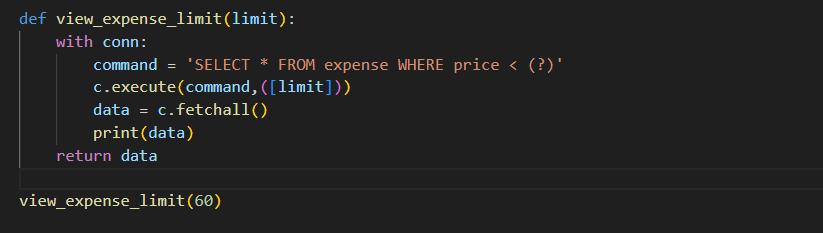 def view_expense_limit(limit):
    with conn:
        command = 'SELECT * FROM expense WHERE price < (?)'
        c.execute(command,([limit]))
        data = c.fetchall()
        print(data)
    return data
view_expense_limit(60)